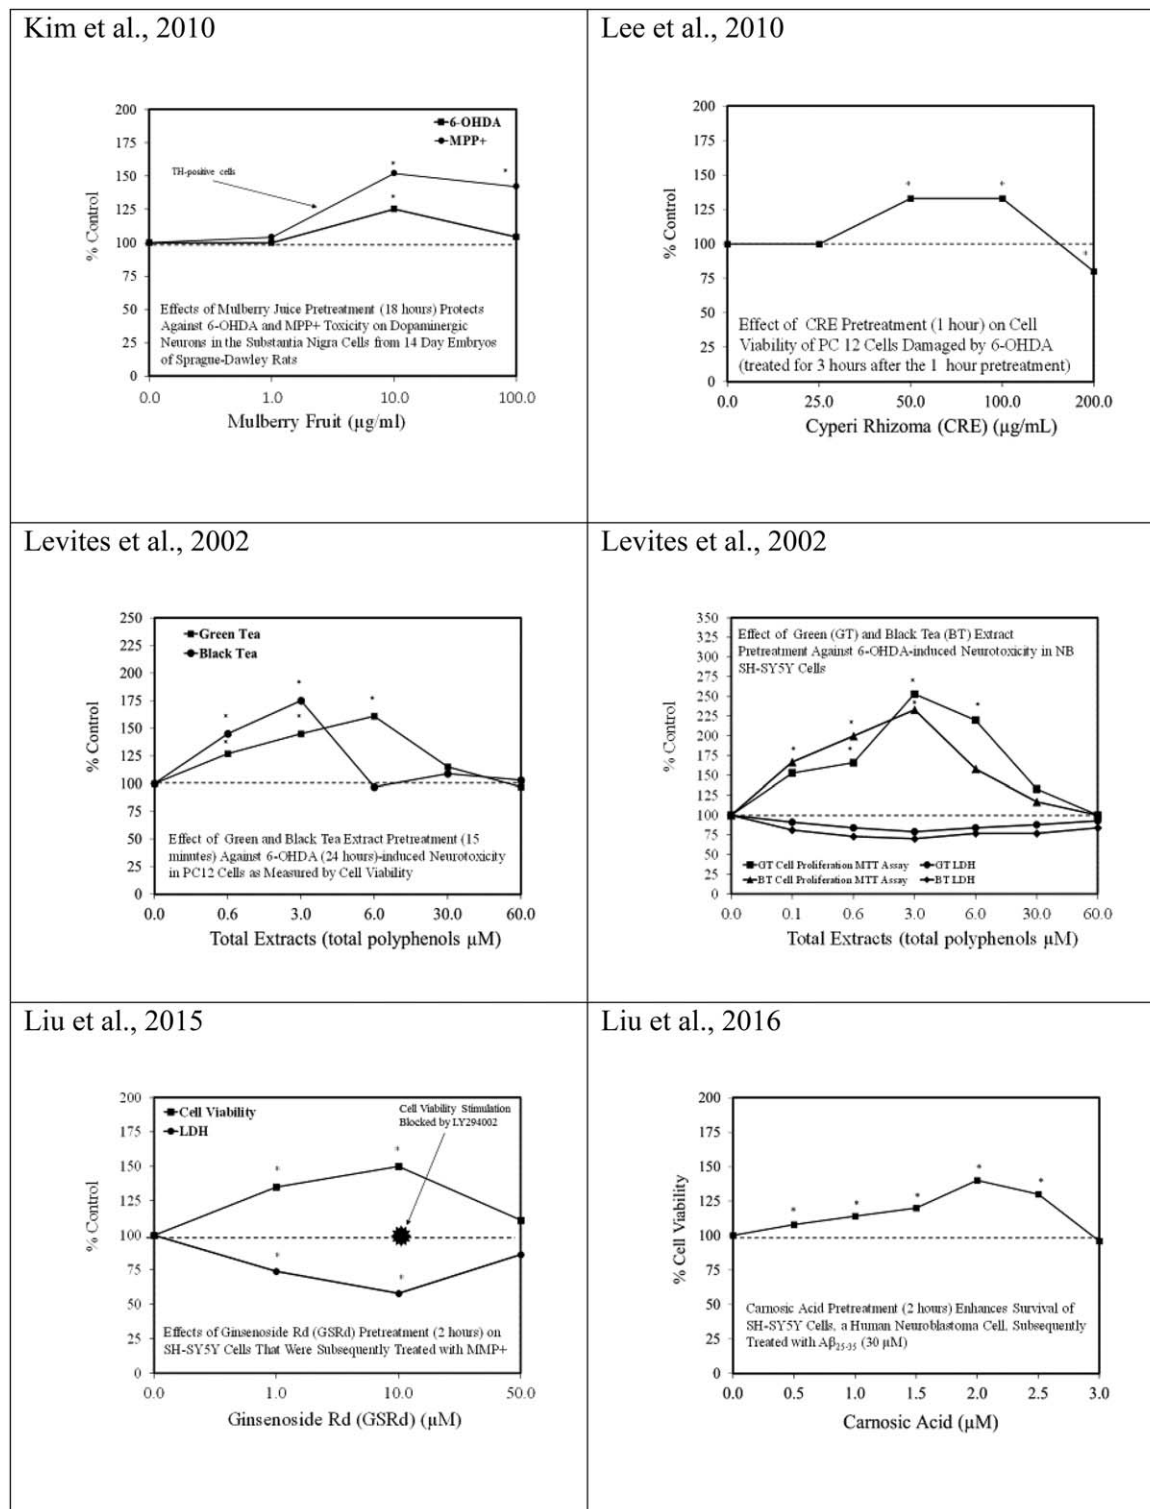 Kim et al., 2010
200
175
150
125
100
75
50
25
0
% Control
6-OHDA
MPP+
TH-positive cells
*
*
*
Effects of Mulberry Juice Pretreatment (18 hours) Protects
Against 6-OHDA and MPP+ Toxicity on Dopaminergic
Neurons in the Substantia Nigra Cells from 14 Day Embryos
of Sprague-Dawley Rats
0.0 1.0 10.0 100.0
Mulberry Fruit (µg/ml)
Lee et al., 2010
200
175
150
125
100
75
50
25
0
% Control
*
*
*
Effect of CRE Pretreatment (1 hour) on Cell
Viability of PC 12 Cells Damaged by 6-OHDA
(treated for 3 hours after the 1 hour pretreatment)
0.0 25.0 50.0 100.0 200.0
Cyperi Rhizoma (CRE) (µg/mL)
Levites et al., 2002
250
225
200
175
150
125
100
75
50
25
0
% Control
Green Tea
Black Tea
*
*
*
*
*
Effect of Green and Black Tea Extract Pretreatment (15
minutes) Against 6-OHDA (24 hours)-induced Neurotoxicity
in PC12 Cells as Measured by Cell Viability
0.0 0.6 3.0 6.0 30.0 60.0
Total Extracts (total polyphenols µM)
Levites et al., 2002
350
325
300
275
250
225
200
175
150
125
100
75
50
25
0
% Control
Effect of Green (GT) and Black Tea (BT) Extract
Pretreatment Against 6-OHDA-induced Neurotoxicity in NB
SH-SY5Y Cells
*
*
*
*
*
*
GT Cell Proliferation MTT Assay GT LDH
BT Cell Proliferation MTT Assay BT LDH
0.0 0.1 0.6 3.0 6.0 30.0 60.0
Total Extracts (total polyphenols µM)
Liu et al., 2015
200
175
150
125
100
75
50
25
0
% Control
Cell Viability
LDH
Cell Viability Stimulation
Blocked by LY294002
*
*
*
*
Effects of Ginsenoside Rd (GSRd) Pretreatment (2 hours) on
SH-SY5Y Cells That Were Subsequently Treated with MMP+
0.0 1.0 10.0 50.0
Ginsenoside Rd (GSRd) (µM)
Liu et al., 2016
200
175
150
125
100
75
50
25
0
% Cell Viability
*
*
*
*
*
Carnosic Acid Pretreatment (2 hours) Enhances Survival of
SH-SY5Y Cells, a Human Neuroblastoma Cell, Subsequently
Treated with Aβ25-35 (30 µM)
0.0 0.5 1.0 1.5 2.0 2.5 3.0
Carnosic Acid (µM)